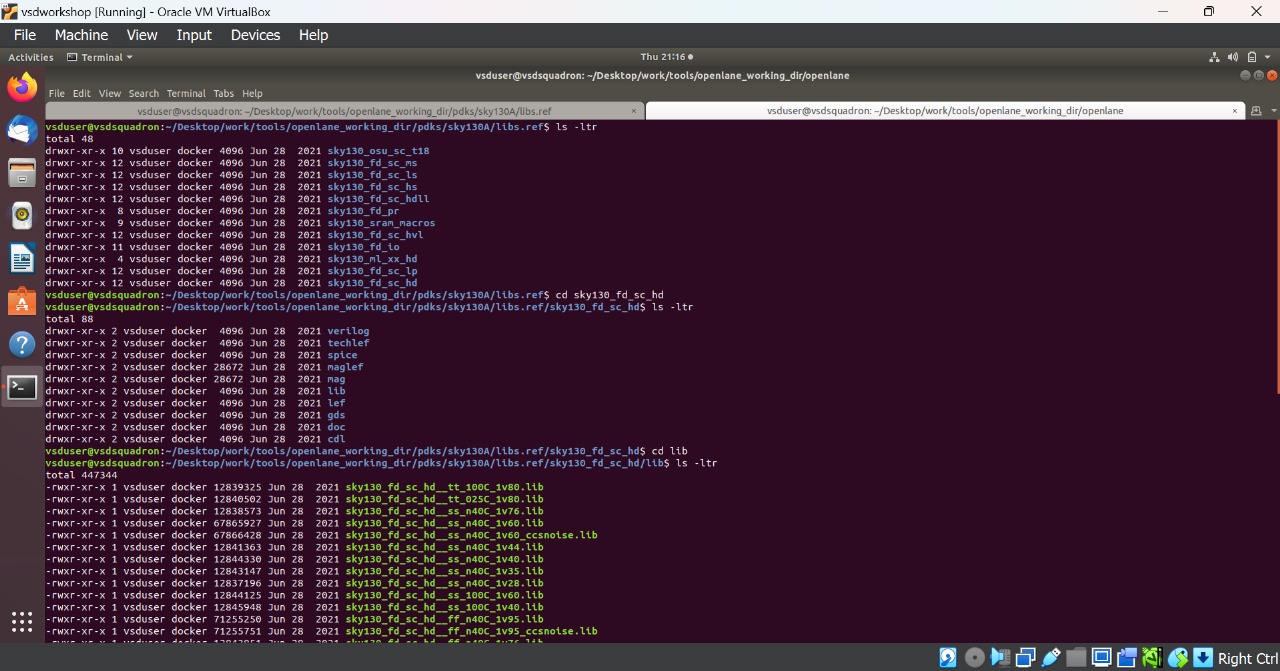 vsdworkshop [Running] - Oracle VM VirtualBox
File Machine View Input Devices Help
Activities Terminal Thu 21:16
vsduser@vsdsquadron: ~/Desktop/work/tools/openlane_working_dir/openlane
File Edit View Search Terminal Tabs Help
vsduser@vsdsquadron: ~/Desktop/work/tools/openlane_working_dir/pdks/sky130A/libs.ref × vsduser@vsdsquadron: ~/Desktop/work/tools/openlane_working_dir/openlane ×
vsduser@vsdsquadron:~/Desktop/work/tools/openlane_working_dir/pdks/sky130A/libs.ref$ ls -ltr
total 48
drwxr-xr-x 10 vsduser docker 4096 Jun 28  2021 sky130_osu_sc_t18
drwxr-xr-x 12 vsduser docker 4096 Jun 28  2021 sky130_fd_sc_ms
drwxr-xr-x 12 vsduser docker 4096 Jun 28  2021 sky130_fd_sc_ls
drwxr-xr-x 12 vsduser docker 4096 Jun 28  2021 sky130_fd_sc_hs
drwxr-xr-x 12 vsduser docker 4096 Jun 28  2021 sky130_fd_sc_hdll
drwxr-xr-x  8 vsduser docker 4096 Jun 28  2021 sky130_fd_pr
drwxr-xr-x  9 vsduser docker 4096 Jun 28  2021 sky130_sram_macros
drwxr-xr-x 12 vsduser docker 4096 Jun 28  2021 sky130_fd_sc_hvl
drwxr-xr-x 11 vsduser docker 4096 Jun 28  2021 sky130_fd_io
drwxr-xr-x  4 vsduser docker 4096 Jun 28  2021 sky130_ml_xx_hd
drwxr-xr-x 12 vsduser docker 4096 Jun 28  2021 sky130_fd_sc_lp
drwxr-xr-x 12 vsduser docker 4096 Jun 28  2021 sky130_fd_sc_hd
vsduser@vsdsquadron:~/Desktop/work/tools/openlane_working_dir/pdks/sky130A/libs.ref$ cd sky130_fd_sc_hd
vsduser@vsdsquadron:~/Desktop/work/tools/openlane_working_dir/pdks/sky130A/libs.ref/sky130_fd_sc_hd$ ls -ltr
total 88
drwxr-xr-x 2 vsduser docker  4096 Jun 28  2021 verilog
drwxr-xr-x 2 vsduser docker  4096 Jun 28  2021 techlef
drwxr-xr-x 2 vsduser docker  4096 Jun 28  2021 spice
drwxr-xr-x 2 vsduser docker 28672 Jun 28  2021 maglef
drwxr-xr-x 2 vsduser docker 28672 Jun 28  2021 mag
drwxr-xr-x 2 vsduser docker  4096 Jun 28  2021 lib
drwxr-xr-x 2 vsduser docker  4096 Jun 28  2021 lef
drwxr-xr-x 2 vsduser docker  4096 Jun 28  2021 gds
drwxr-xr-x 2 vsduser docker  4096 Jun 28  2021 doc
drwxr-xr-x 2 vsduser docker  4096 Jun 28  2021 cdl
vsduser@vsdsquadron:~/Desktop/work/tools/openlane_working_dir/pdks/sky130A/libs.ref/sky130_fd_sc_hd$ cd lib
vsduser@vsdsquadron:~/Desktop/work/tools/openlane_working_dir/pdks/sky130A/libs.ref/sky130_fd_sc_hd/lib$ ls -ltr
total 447344
-rwxr-xr-x 1 vsduser docker 12839325 Jun 28  2021 sky130_fd_sc_hd__tt_100C_1v80.lib
-rwxr-xr-x 1 vsduser docker 12840502 Jun 28  2021 sky130_fd_sc_hd__tt_025C_1v80.lib
-rwxr-xr-x 1 vsduser docker 12838573 Jun 28  2021 sky130_fd_sc_hd__ss_n40C_1v76.lib
-rwxr-xr-x 1 vsduser docker 67865927 Jun 28  2021 sky130_fd_sc_hd__ss_n40C_1v60.lib
-rwxr-xr-x 1 vsduser docker 67866428 Jun 28  2021 sky130_fd_sc_hd__ss_n40C_1v60_ccsnoise.lib
-rwxr-xr-x 1 vsduser docker 12841363 Jun 28  2021 sky130_fd_sc_hd__ss_n40C_1v44.lib
-rwxr-xr-x 1 vsduser docker 12844330 Jun 28  2021 sky130_fd_sc_hd__ss_n40C_1v40.lib
-rwxr-xr-x 1 vsduser docker 12843147 Jun 28  2021 sky130_fd_sc_hd__ss_n40C_1v35.lib
-rwxr-xr-x 1 vsduser docker 12837196 Jun 28  2021 sky130_fd_sc_hd__ss_n40C_1v28.lib
-rwxr-xr-x 1 vsduser docker 12844125 Jun 28  2021 sky130_fd_sc_hd__ss_100C_1v60.lib
-rwxr-xr-x 1 vsduser docker 12845948 Jun 28  2021 sky130_fd_sc_hd__ss_100C_1v40.lib
-rwxr-xr-x 1 vsduser docker 71255250 Jun 28  2021 sky130_fd_sc_hd__ff_n40C_1v95.lib
-rwxr-xr-x 1 vsduser docker 71255751 Jun 28  2021 sky130_fd_sc_hd__ff_n40C_1v95_ccsnoise.lib
Right Ctrl